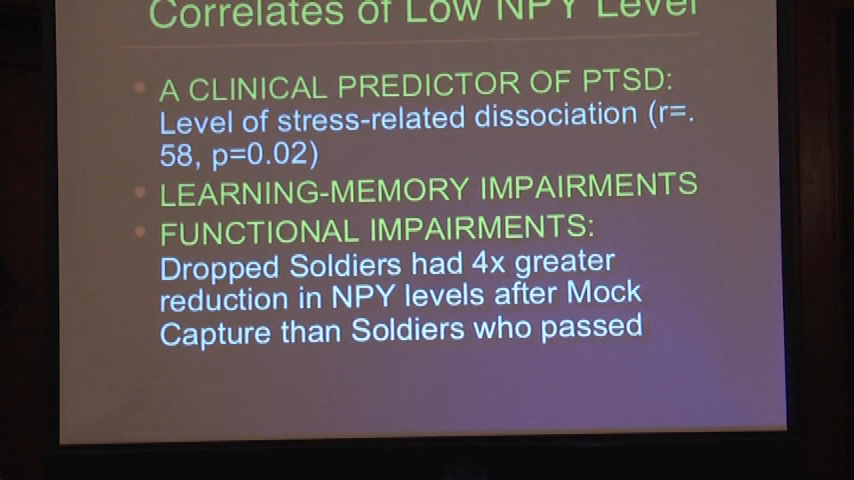 Correlates of Low NPY Level
• A CLINICAL PREDICTOR OF PTSD:
Level of stress-related dissociation (r=.
58, p=0.02)
• LEARNING-MEMORY IMPAIRMENTS
• FUNCTIONAL IMPAIRMENTS:
Dropped Soldiers had 4x greater
reduction in NPY levels after Mock
Capture than Soldiers who passed